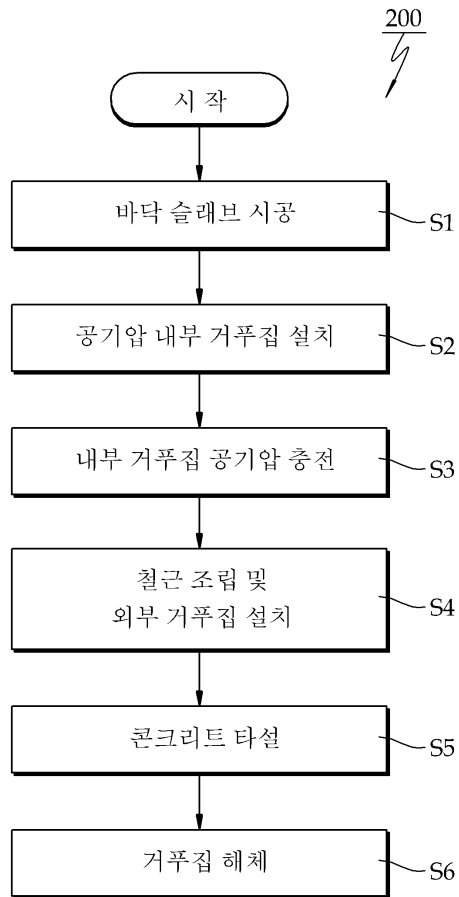 200
시 작
바닥 슬래브 시공
S1
공기압 내부 거푸집 설치
S2
내부 거푸집 공기압 충전
S3
철근 조립 및
외부 거푸집 설치
S4
콘크리트 타설
S5
거푸집 해체
S6